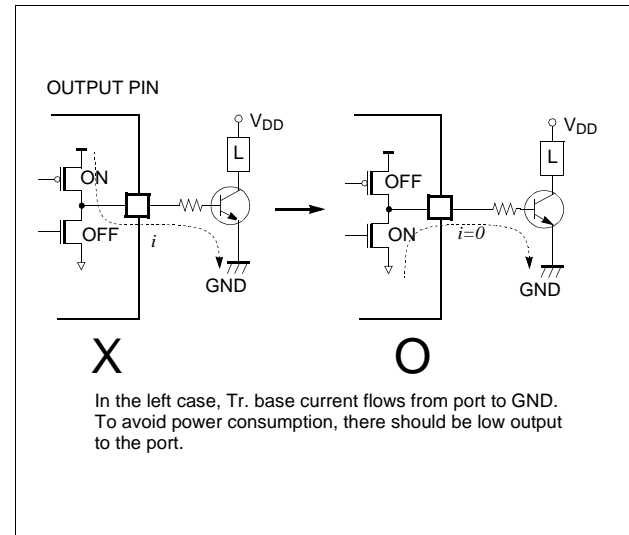 OUTPUT PIN
VDD
L
ON
OFF
i
GND
X
VDD
L
OFF
ON
i=0
GND
O
In the left case, Tr. base current flows from port to GND.
To avoid power consumption, there should be low output
to the port.